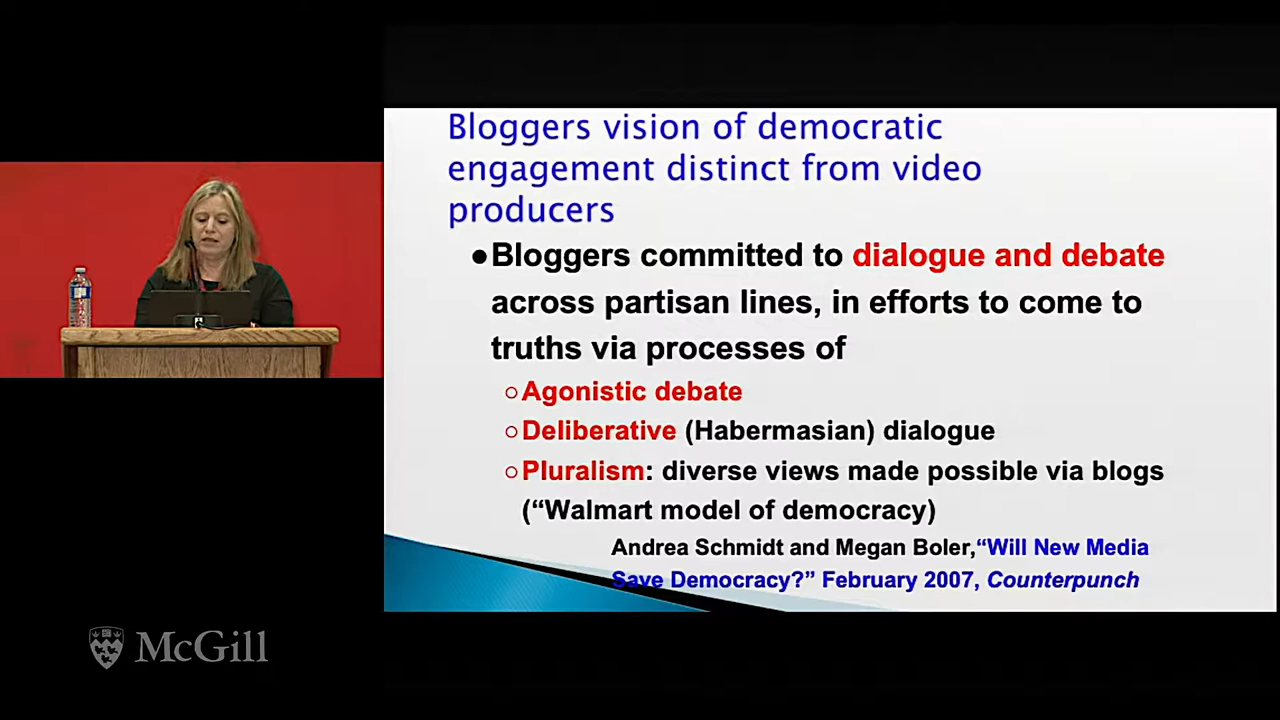 Bloggers vision of democratic
engagement distinct from video
producers
●Bloggers committed to dialogue and debate
across partisan lines, in efforts to come to
truths via processes of
○Agonistic debate
○Deliberative (Habermasian) dialogue
○Pluralism: diverse views made possible via blogs
(“Walmart model of democracy)
Andrea Schmidt and Megan Boler,“Will New Media
Save Democracy?” February 2007, Counterpunch
McGill